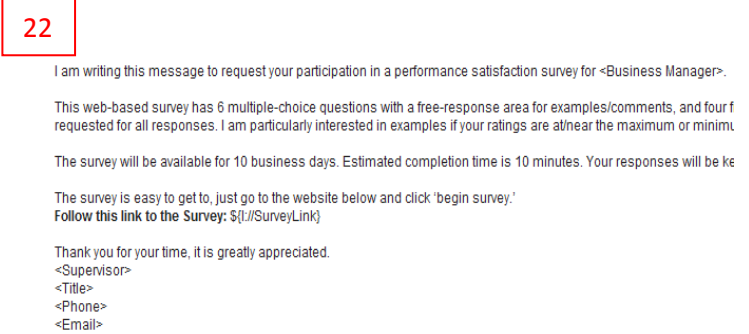 22
I am writing this message to request your participation in a performance satisfaction survey for <Business Manager>.
This web-based survey has 6 multiple-choice questions with a free-response area for examples/comments, and four f
requested for all responses. I am particularly interested in examples if your ratings are at/near the maximum or minimu
The survey will be available for 10 business days. Estimated completion time is 10 minutes. Your responses will be ke
The survey is easy to get to, just go to the website below and click 'begin survey.'
Follow this link to the Survey: ${l://SurveyLink}
Thank you for your time, it is greatly appreciated.
<Supervisor>
<Title>
<Phone>
<Email>